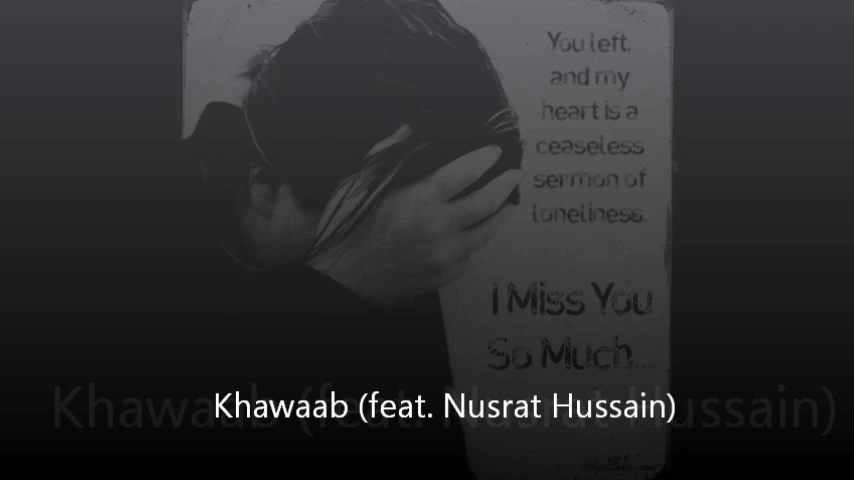 You left,
and my
heart is a
ceaseless
sermon of
loneliness.
I Miss You
So Much...
Khawaab (feat. Nusrat Hussain)
Khawaab (feat. Nusrat Hussain)